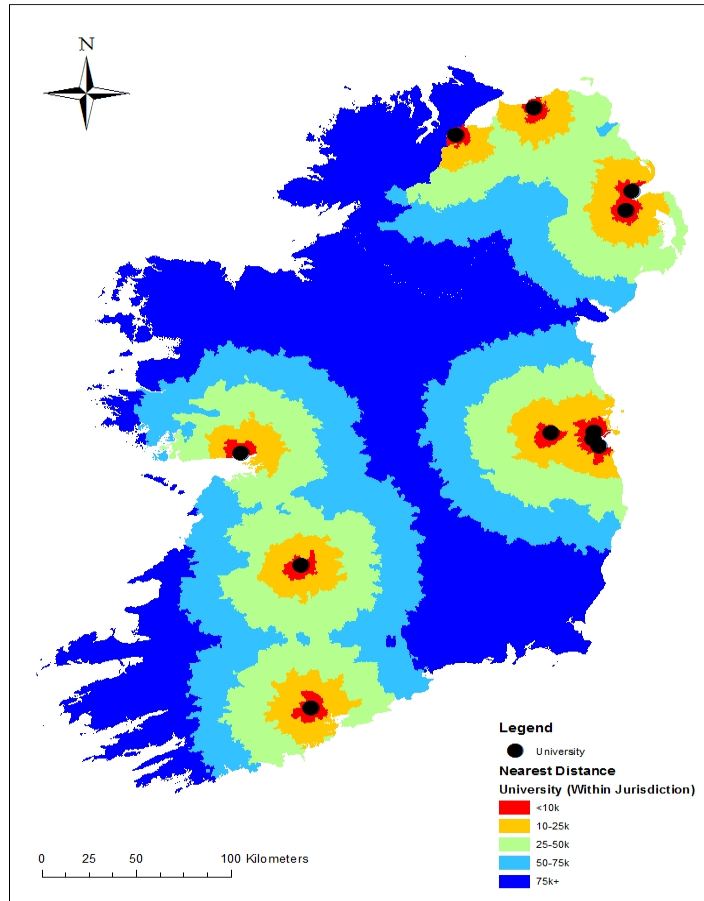 N
Legend
University
Nearest Distance
University (Within Jurisdiction)
<10k
10-25k
25-50k
50-75k
75k+
0 25 50 100 Kilometers